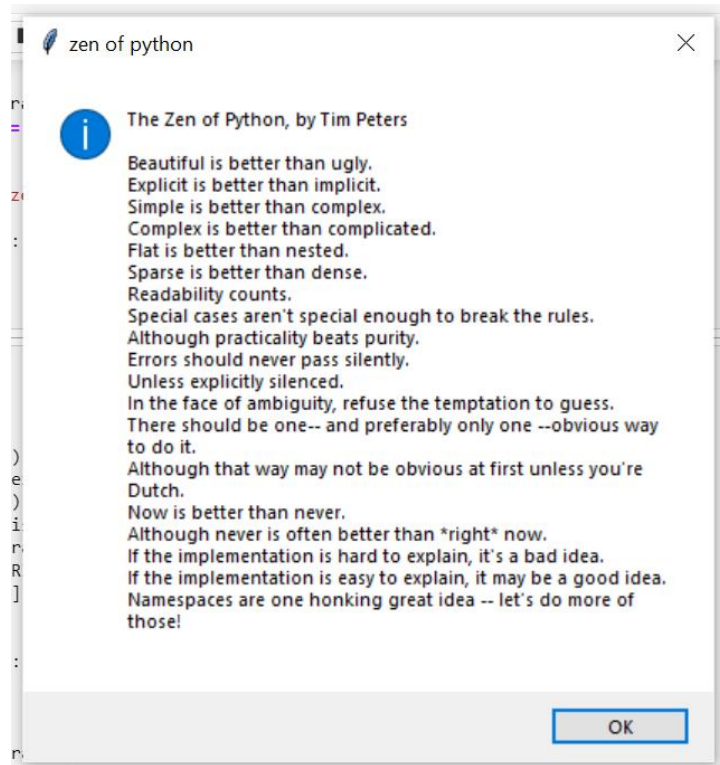 zen of python
The Zen of Python, by Tim Peters
Beautiful is better than ugly.
Explicit is better than implicit.
Simple is better than complex.
Complex is better than complicated.
Flat is better than nested.
Sparse is better than dense.
Readability counts.
Special cases aren't special enough to break the rules.
Although practicality beats purity.
Errors should never pass silently.
Unless explicitly silenced.
In the face of ambiguity, refuse the temptation to guess.
There should be one-- and preferably only one --obvious way
to do it.
Although that way may not be obvious at first unless you're
Dutch.
Now is better than never.
Although never is often better than *right* now.
If the implementation is hard to explain, it's a bad idea.
If the implementation is easy to explain, it may be a good idea.
Namespaces are one honking great idea -- let's do more of
those!
OK